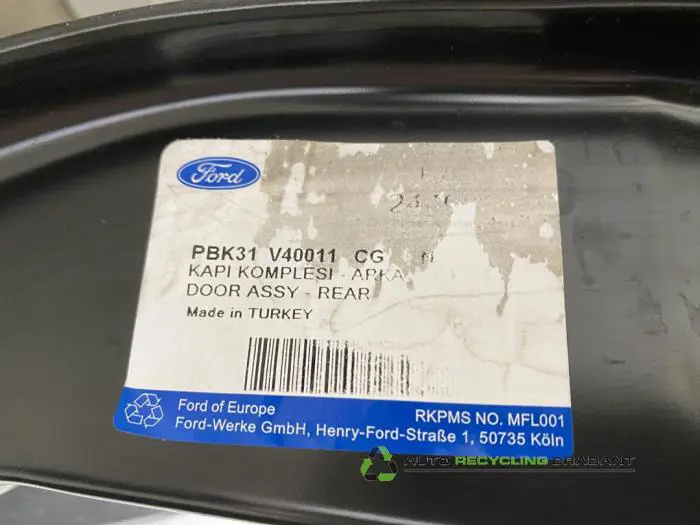 Ford
PBK31 V40011 CG N
KAPI KOMPLESI - ARKA
DOOR ASSY - REAR
Made in TURKEY
Ford of Europe
RKPMS NO. MFL001
Ford-Werke GmbH, Henry-Ford-Straße 1, 50735 Köln
AUTO RECYCLING BRABANT